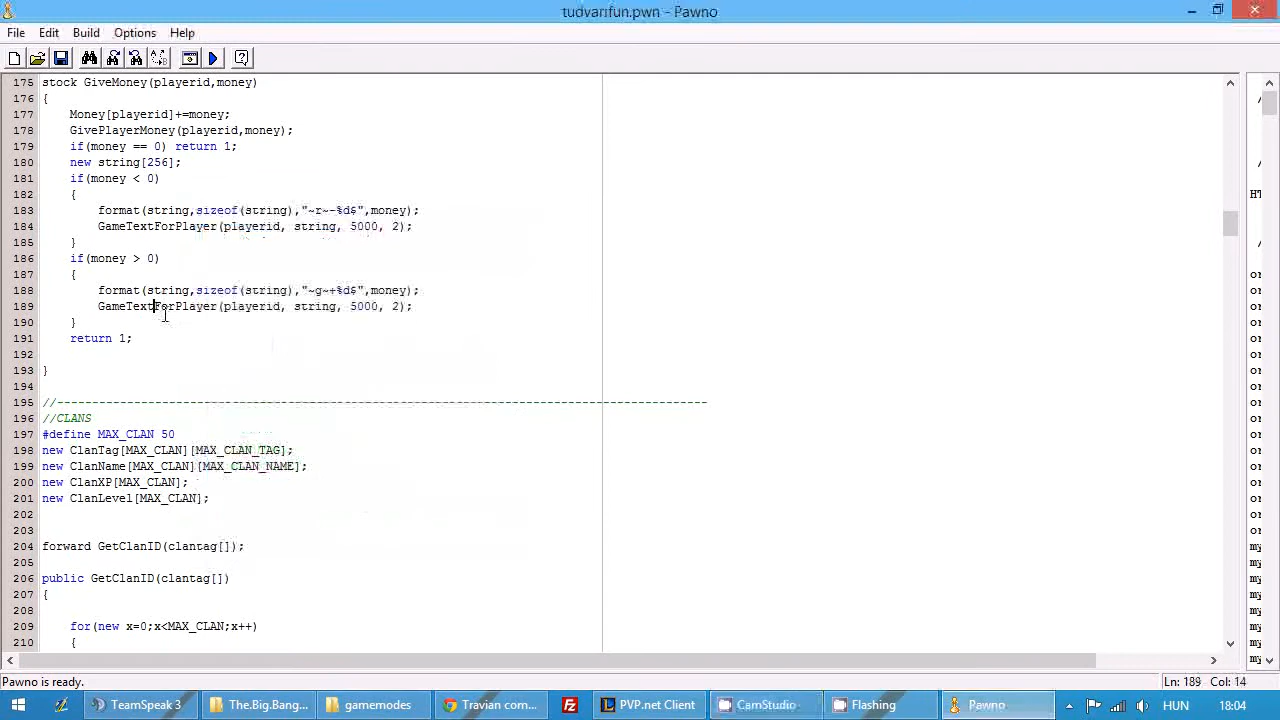 tudvarifun.pwn - Pawno
File Edit Build Options Help
175 stock GiveMoney(playerid,money)
176 {
177 Money[playerid]+=money;
178 GivePlayerMoney(playerid,money);
179 if(money == 0) return 1;
180 new string[256];
181 if(money < 0)
182 {
183 format(string,sizeof(string),"~r~-%d$",money);
184 GameTextForPlayer(playerid, string, 5000, 2);
185 }
186 if(money > 0)
187 {
188 format(string,sizeof(string),"~g~+%d$",money);
189 GameTextForPlayer(playerid, string, 5000, 2);
190 }
191 return 1;
192
193 }
194
195 //---------------------------------------------------------------------------------------------
196 //CLANS
197 #define MAX_CLAN 50
198 new ClanTag[MAX_CLAN][MAX_CLAN_TAG];
199 new ClanName[MAX_CLAN][MAX_CLAN_NAME];
200 new ClanXP[MAX_CLAN];
201 new ClanLevel[MAX_CLAN];
202
203
204 forward GetClanID(clantag[]);
205
206 public GetClanID(clantag[])
207 {
208
209 for(new x=0;x<MAX_CLAN;x++)
210 {
Pawno is ready. Ln: 189 Col: 14
TeamSpeak 3 The.Big.Bang... gamemodes Travian com... PVP.net Client CamStudio Flashing Pawno HUN 18:04